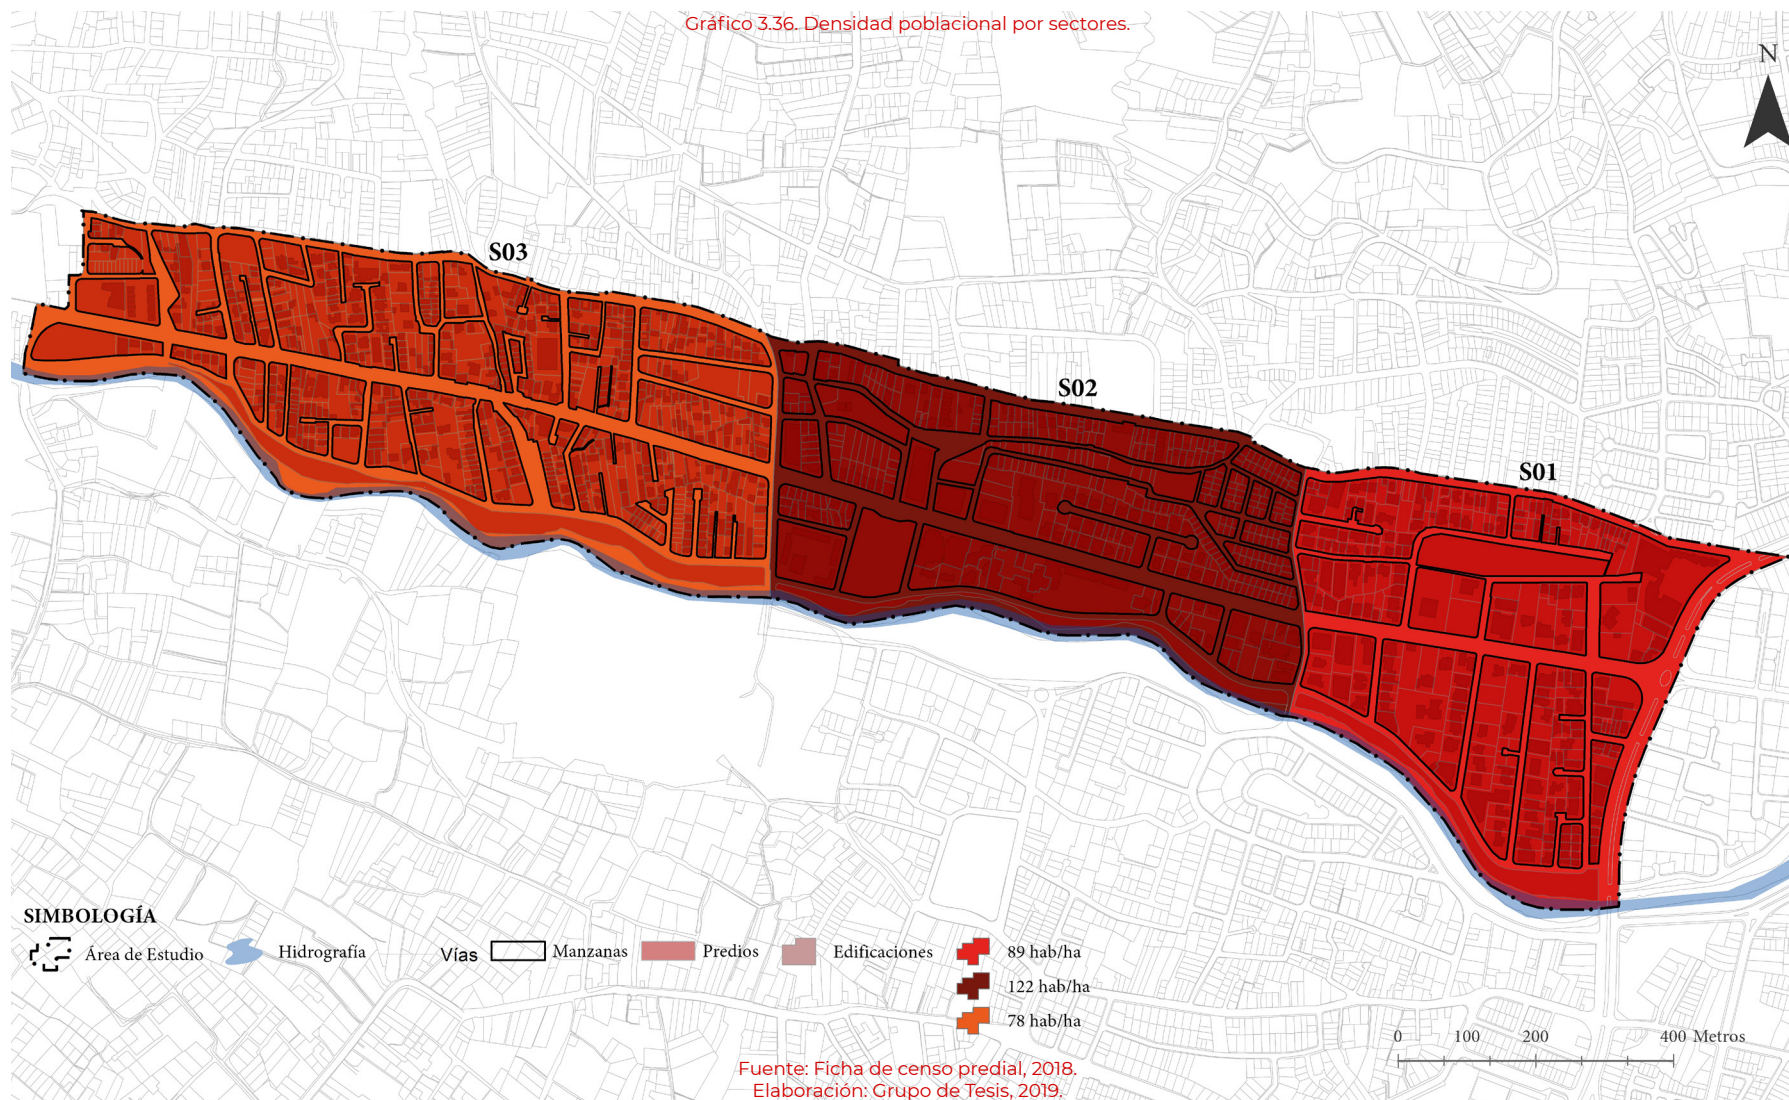 Gráfico 3.36. Densidad poblacional por sectores.
N
S03
S02
S01
SIMBOLOGÍA
Área de Estudio
Hidrografía
Vías
Manzanas
Predios
Edificaciones
89 hab/ha
122 hab/ha
78 hab/ha
0 100 200 400 Metros
Fuente: Ficha de censo predial, 2018.
Elaboración: Grupo de Tesis, 2019.